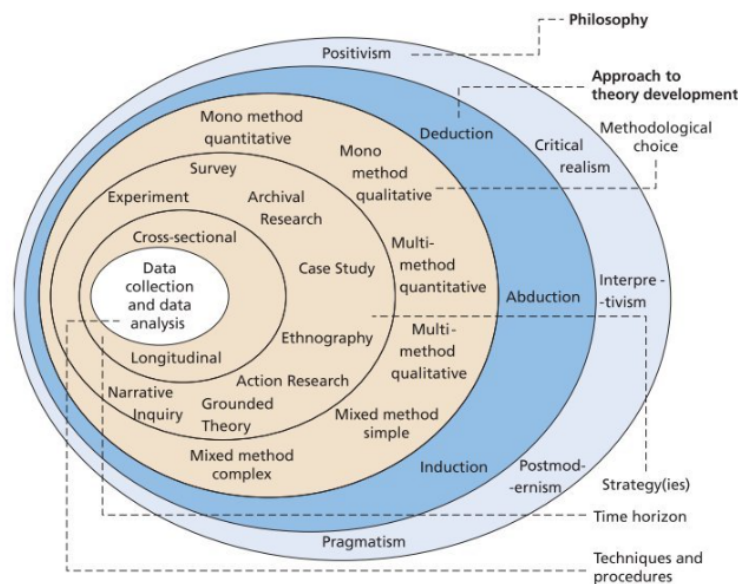 Philosophy
Positivism
Approach to
theory development
Mono method
quantitative
Deduction
Methodological
choice
Critical
realism
Mono
method
qualitative
Survey
Experiment
Archival
Research
Cross-sectional
Data
collection
and data
analysis
Case Study
Multi-
method
quantitative
Abduction
Interpre -
-tivism
Ethnography
Multi-
method
qualitative
Longitudinal
Action Research
Narrative
Inquiry
Grounded
Theory
Mixed method
simple
Mixed method
complex
Induction
Postmod-
-ernism
Strategy(ies)
Time horizon
Pragmatism
Techniques and
procedures